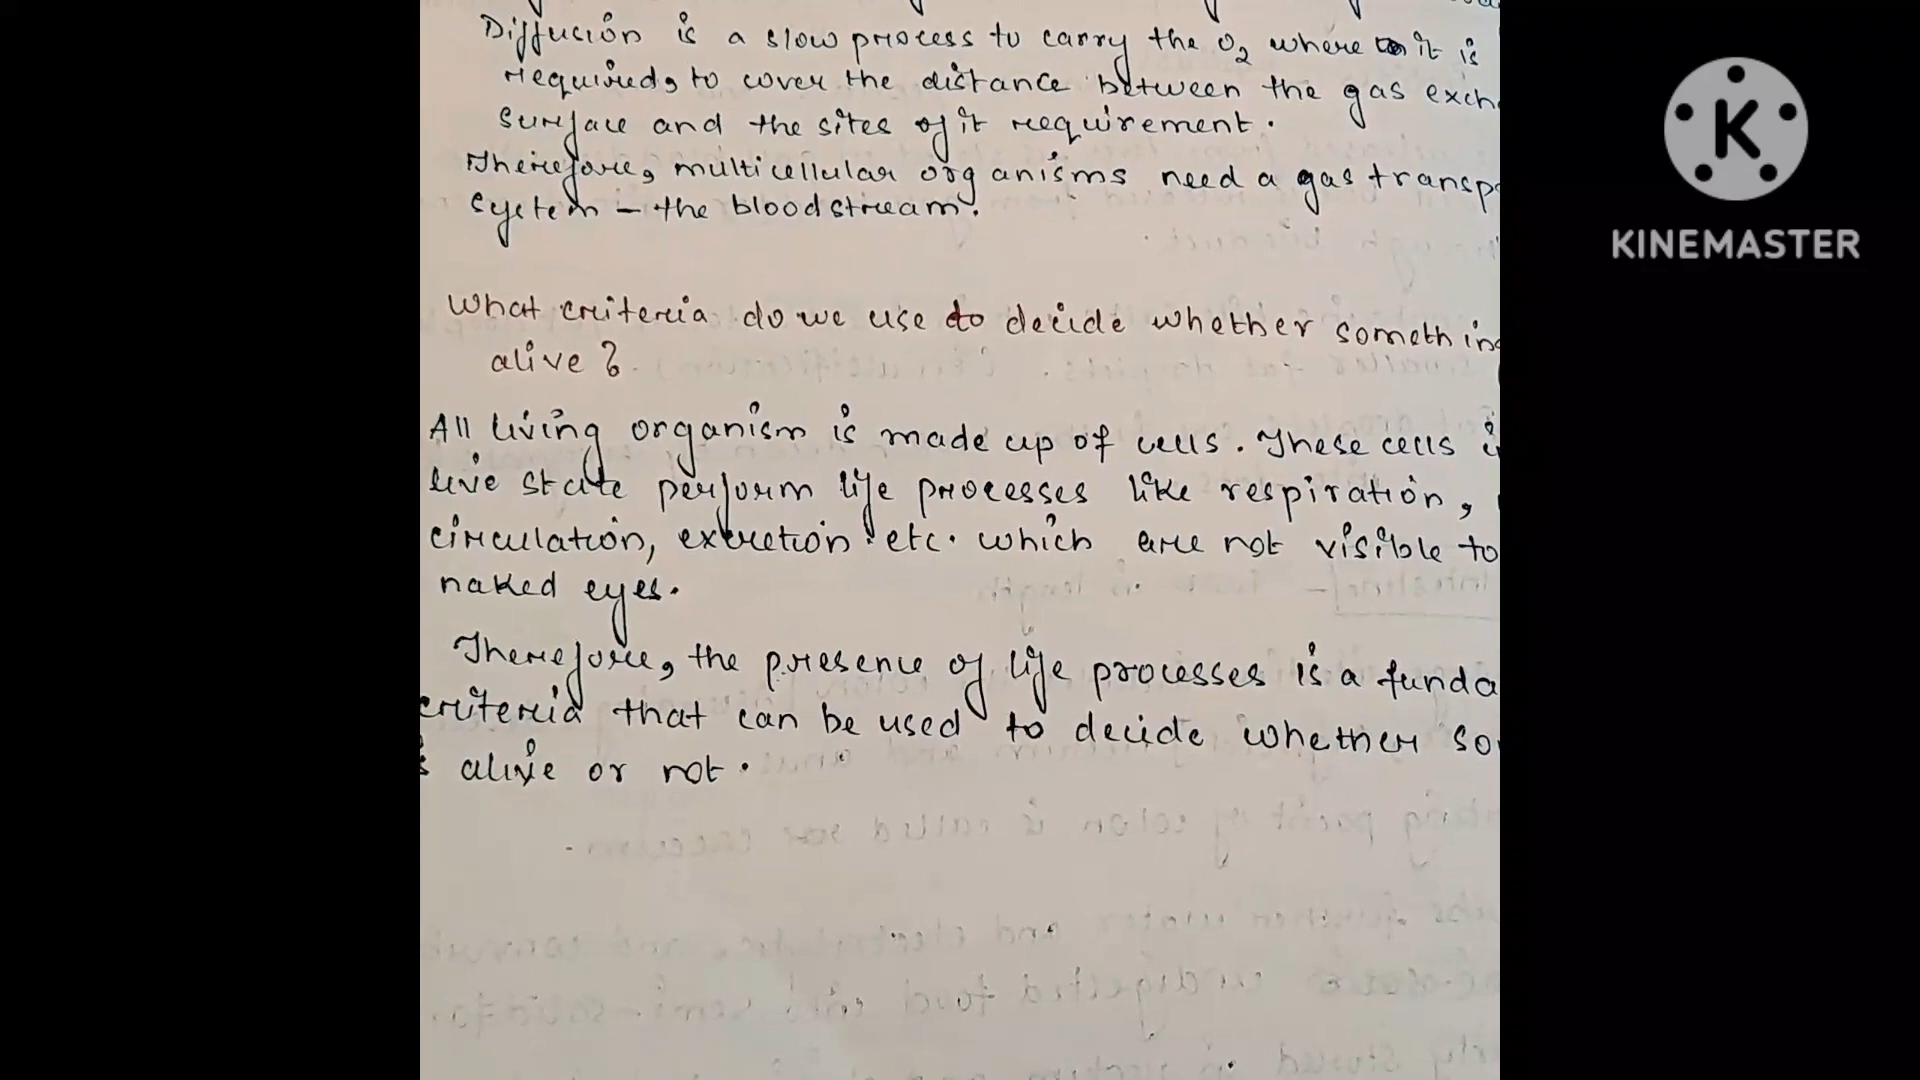 Diffusion is a slow process to carry the O₂ where it is
required, to cover the distance between the gas exch
surface and the sites of it requirement.
Therefore, multicellular organisms need a gas transp
system - the bloodstream.
What criteria do we use to decide whether somethin
alive?
All living organism is made up of cells. These cells i
live state perform life processes like respiration,
circulation, excretion etc. which are not visible to
naked eyes.
Therefore, the presence of life processes is a funda
criteria that can be used to decide whether so
alive or not.
K
KINEMASTER